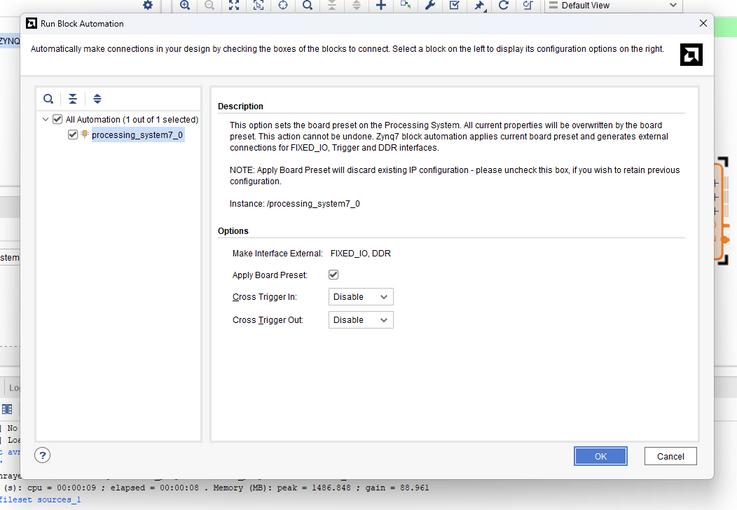 Default View
ZYNQ
Run Block Automation
Automatically make connections in your design by checking the boxes of the blocks to connect. Select a block on the left to display its configuration options on the right.
All Automation (1 out of 1 selected)
processing_system7_0
Description
This option sets the board preset on the Processing System. All current properties will be overwritten by the board
preset. This action cannot be undone. Zynq7 block automation applies current board preset and generates external
connections for FIXED_IO, Trigger and DDR interfaces.
NOTE: Apply Board Preset will discard existing IP configuration - please uncheck this box, if you wish to retain previous
configuration.
Instance: /processing_system7_0
Options
Make Interface External: FIXED_IO, DDR
Apply Board Preset:
Cross Trigger In: Disable
Cross Trigger Out: Disable
stem
Lo
No
Loa
t avr
?
OK
Cancel
nraye
(s): cpu = 00:00:09 ; elapsed = 00:00:08 . Memory (MB): peak = 1486.848 ; gain = 88.961
fileset sources_1